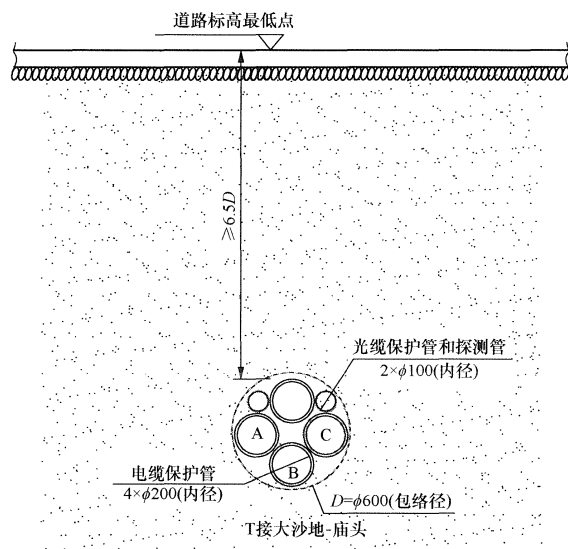 道路标高最低点
≥6.5D
光缆保护管和探测管
2×ϕ100(内径)
A
C
B
电缆保护管
4×ϕ200(内径)
D=ϕ600(包络径)
T接大沙地-庙头